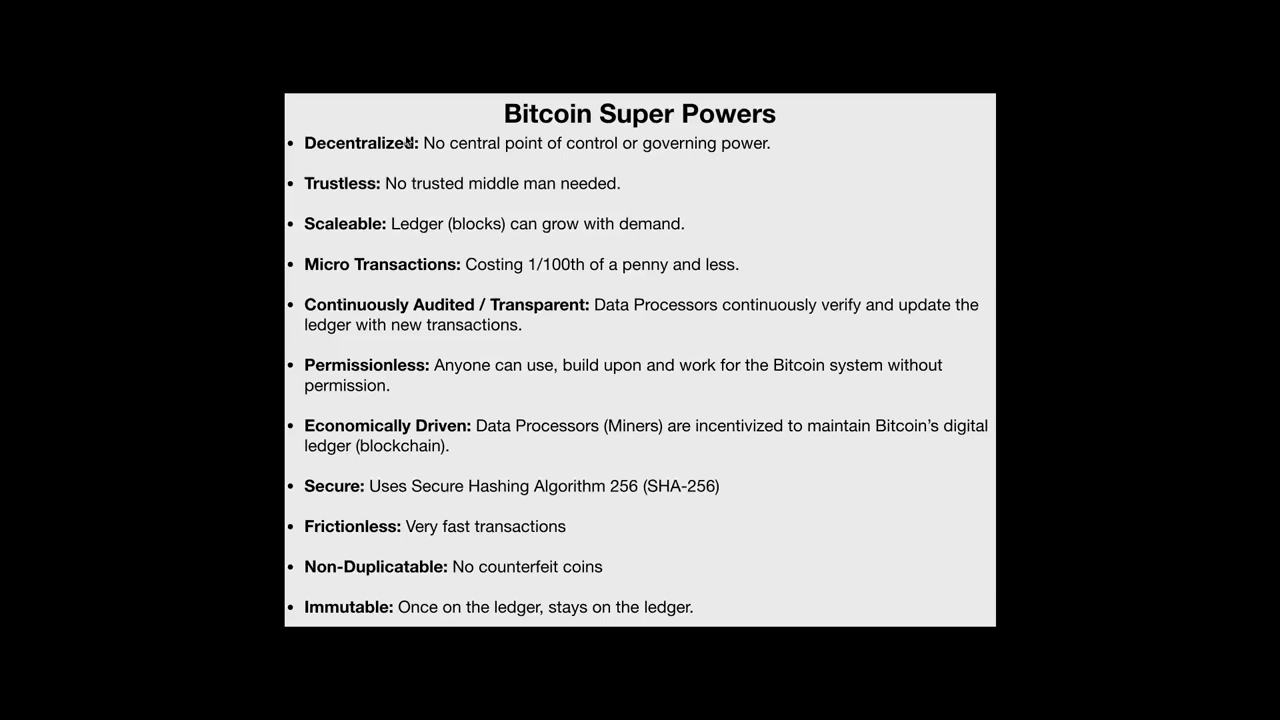 Bitcoin Super Powers
• Decentralized: No central point of control or governing power.
• Trustless: No trusted middle man needed.
• Scaleable: Ledger (blocks) can grow with demand.
• Micro Transactions: Costing 1/100th of a penny and less.
• Continuously Audited / Transparent: Data Processors continuously verify and update the
ledger with new transactions.
• Permissionless: Anyone can use, build upon and work for the Bitcoin system without
permission.
• Economically Driven: Data Processors (Miners) are incentivized to maintain Bitcoin’s digital
ledger (blockchain).
• Secure: Uses Secure Hashing Algorithm 256 (SHA-256)
• Frictionless: Very fast transactions
• Non-Duplicatable: No counterfeit coins
• Immutable: Once on the ledger, stays on the ledger.